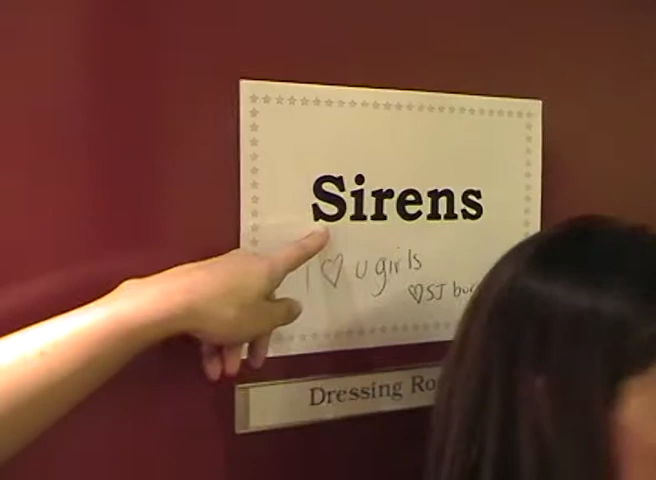 Sirens
I ♡ u girls
♡ SJ
Dressing